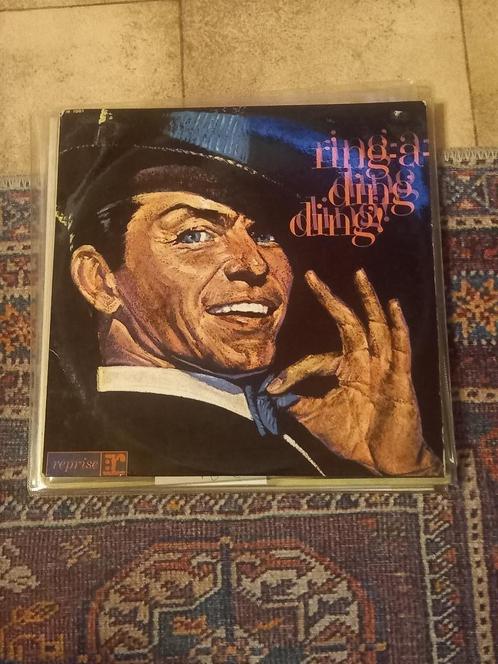 ring-a-
ding
ding!
reprise r